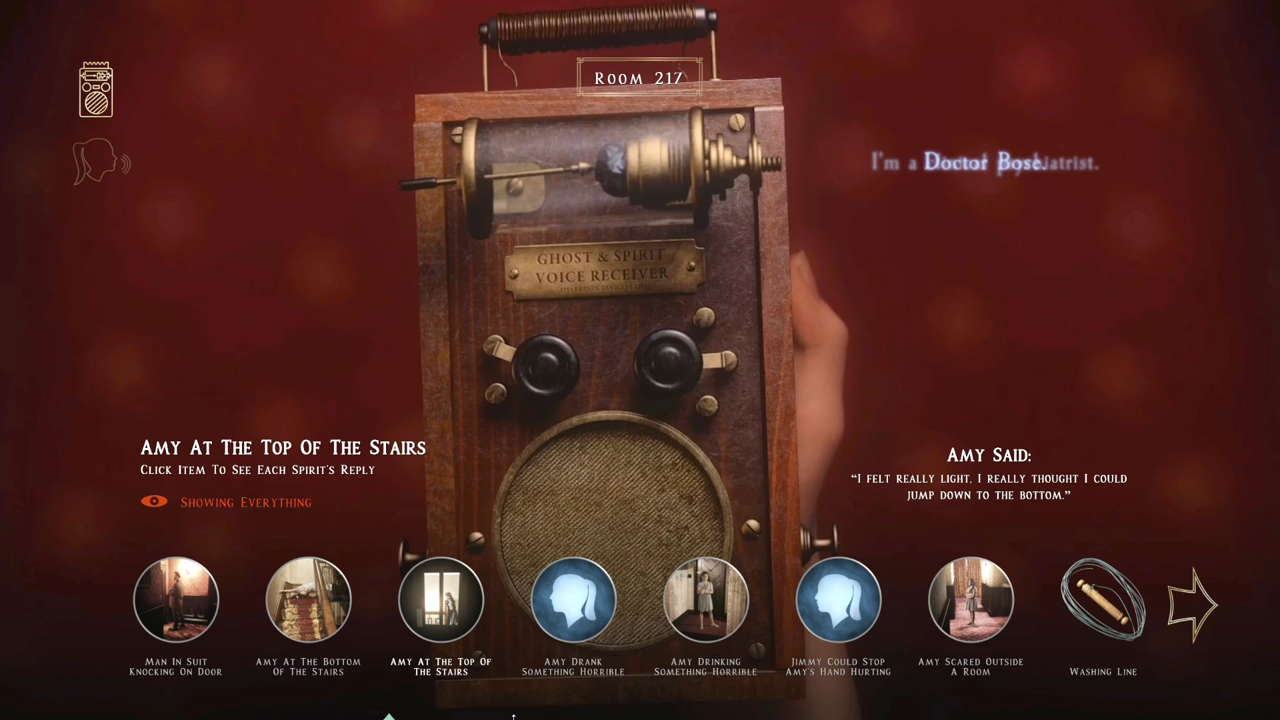 Room 217
I'm a Doctor Bose.
GHOST & SPIRIT
VOICE RECEIVER
Amy At The Top Of The Stairs
Click Item To See Each Spirit's Reply
Showing Everything
Amy Said:
"I felt really light. I really thought I could
jump down to the bottom."
Man In Suit
Knocking On Door
Amy At The Bottom
Of The Stairs
Amy At The Top Of
The Stairs
Amy Drank
Something Horrible
Amy Drinking
Something Horrible
Jimmy Could Stop
Amy's Hand Hurting
Amy Scared Outside
A Room
Washing Line